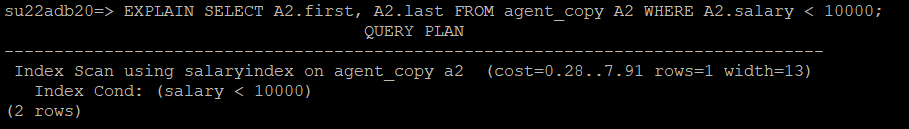 su22adb20=> EXPLAIN SELECT A2.first, A2.last FROM agent_copy A2 WHERE A2.salary < 10000;
QUERY PLAN
--------------------------------------------------------------------------------
Index Scan using salaryindex on agent_copy a2  (cost=0.28..7.91 rows=1 width=13)
Index Cond: (salary < 10000)
(2 rows)